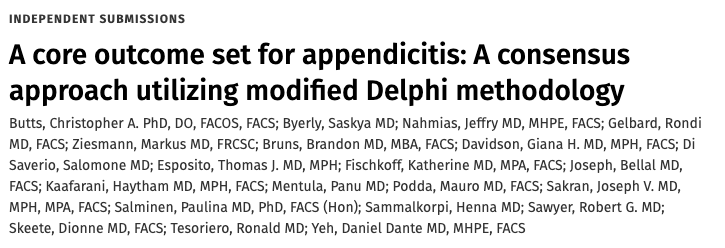 INDEPENDENT SUBMISSIONS
A core outcome set for appendicitis: A consensus
approach utilizing modified Delphi methodology
Butts, Christopher A. PhD, DO, FACOS, FACS; Byerly, Saskya MD; Nahmias, Jeffry MD, MHPE, FACS; Gelbard, Rondi
MD, FACS; Ziesmann, Markus MD, FRCSC; Bruns, Brandon MD, MBA, FACS; Davidson, Giana H. MD, MPH, FACS; Di
Saverio, Salomone MD; Esposito, Thomas J. MD, MPH; Fischkoff, Katherine MD, MPA, FACS; Joseph, Bellal MD,
FACS; Kaafarani, Haytham MD, MPH, FACS; Mentula, Panu MD; Podda, Mauro MD, FACS; Sakran, Joseph V. MD,
MPH, MPA, FACS; Salminen, Paulina MD, PhD, FACS (Hon); Sammalkorpi, Henna MD; Sawyer, Robert G. MD;
Skeete, Dionne MD, FACS; Tesoriero, Ronald MD; Yeh, Daniel Dante MD, MHPE, FACS